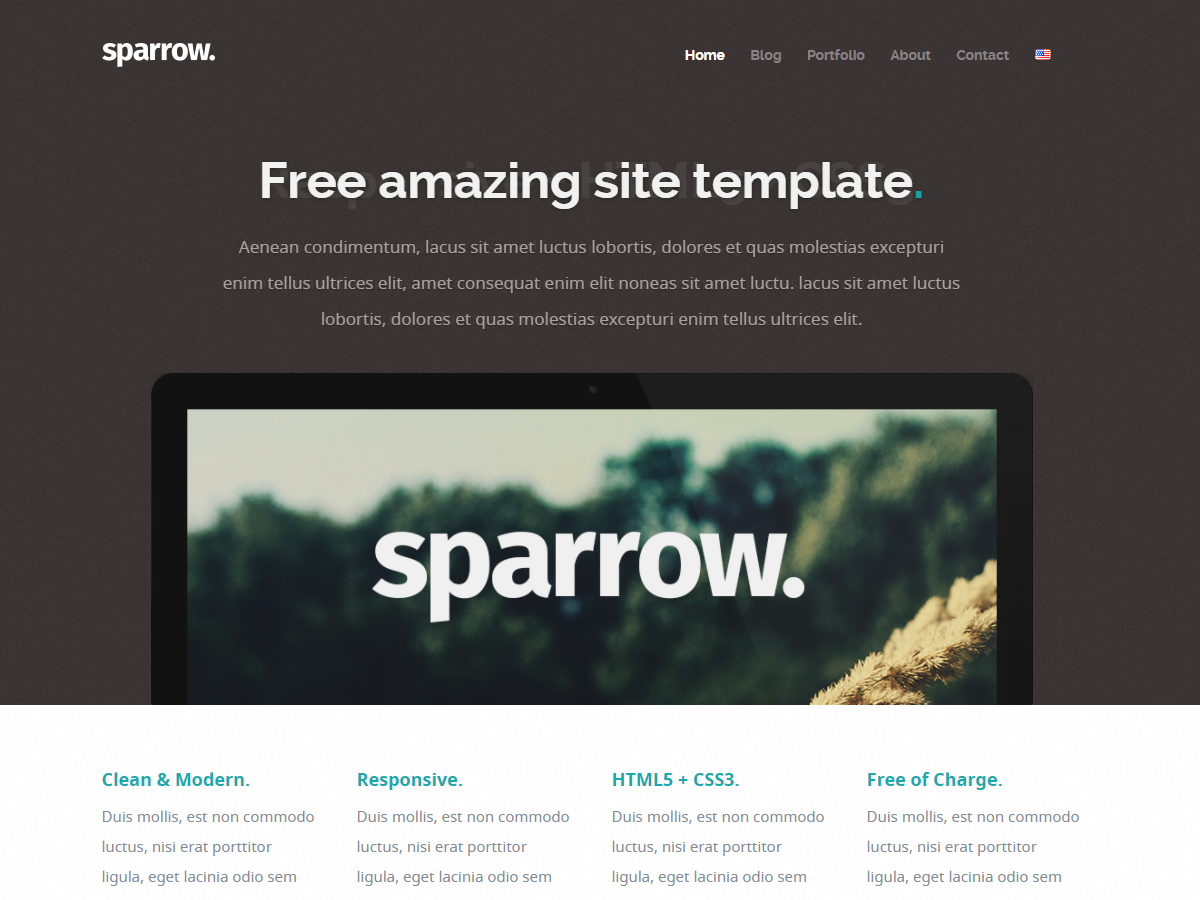 sparrow.
Home Blog Portfolio About Contact
Free amazing site template.
Aenean condimentum, lacus sit amet luctus lobortis, dolores et quas molestias excepturi
enim tellus ultrices elit, amet consequat enim elit noneas sit amet luctu. lacus sit amet luctus
lobortis, dolores et quas molestias excepturi enim tellus ultrices elit.
sparrow.
Clean & Modern.
Duis mollis, est non commodo
luctus, nisi erat porttitor
ligula, eget lacinia odio sem
Responsive.
Duis mollis, est non commodo
luctus, nisi erat porttitor
ligula, eget lacinia odio sem
HTML5 + CSS3.
Duis mollis, est non commodo
luctus, nisi erat porttitor
ligula, eget lacinia odio sem
Free of Charge.
Duis mollis, est non commodo
luctus, nisi erat porttitor
ligula, eget lacinia odio sem